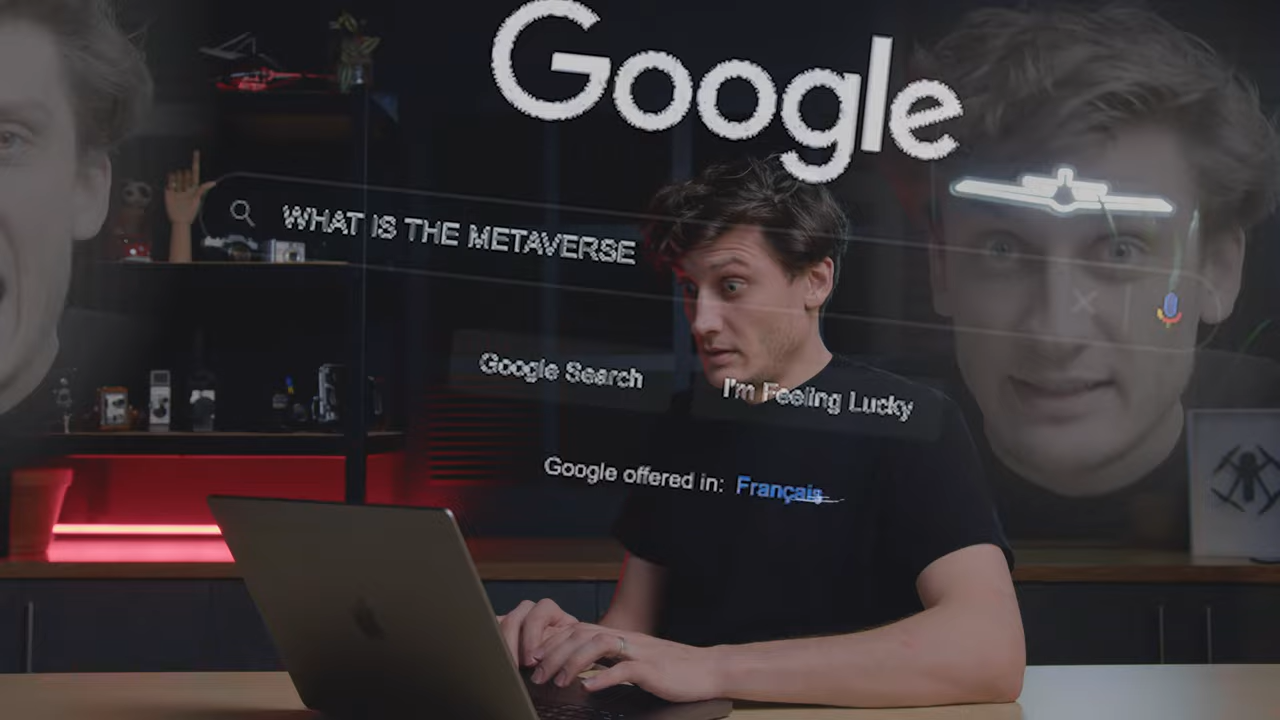 Google
WHAT IS THE METAVERSE
Google Search
I'm Feeling Lucky
Google offered in: Français